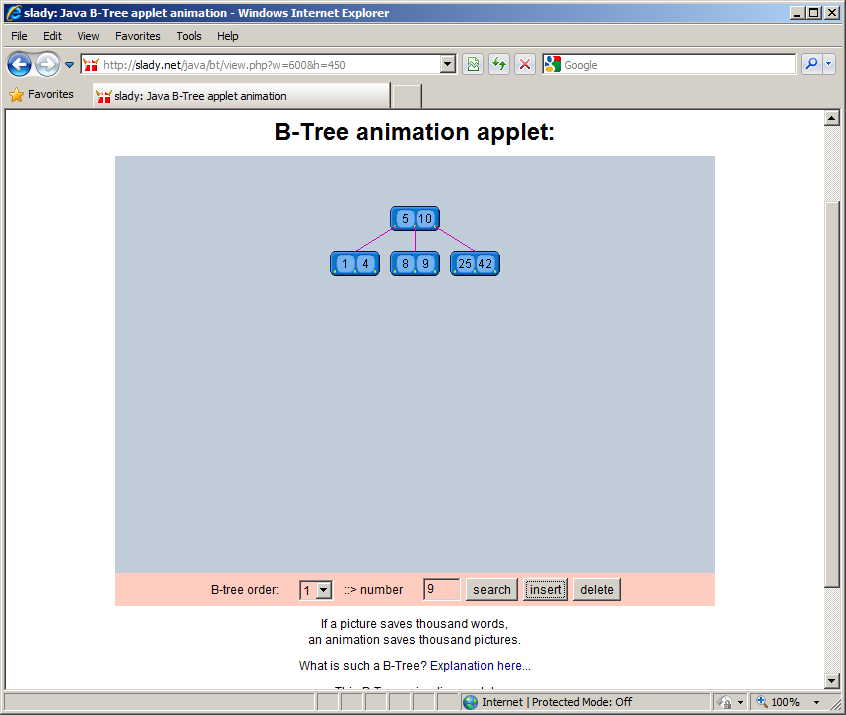 slady: Java B-Tree applet animation - Windows Internet Explorer
File Edit View Favorites Tools Help
http://slady.net/java/bt/view.php?w=600&h=450
Google
Favorites
slady: Java B-Tree applet animation
B-Tree animation applet:
5 10
1 4 8 9 25 42
B-tree order: 1 ::> number 9 search insert delete
If a picture saves thousand words,
an animation saves thousand pictures.
What is such a B-Tree? Explanation here...
Internet | Protected Mode: Off 100%